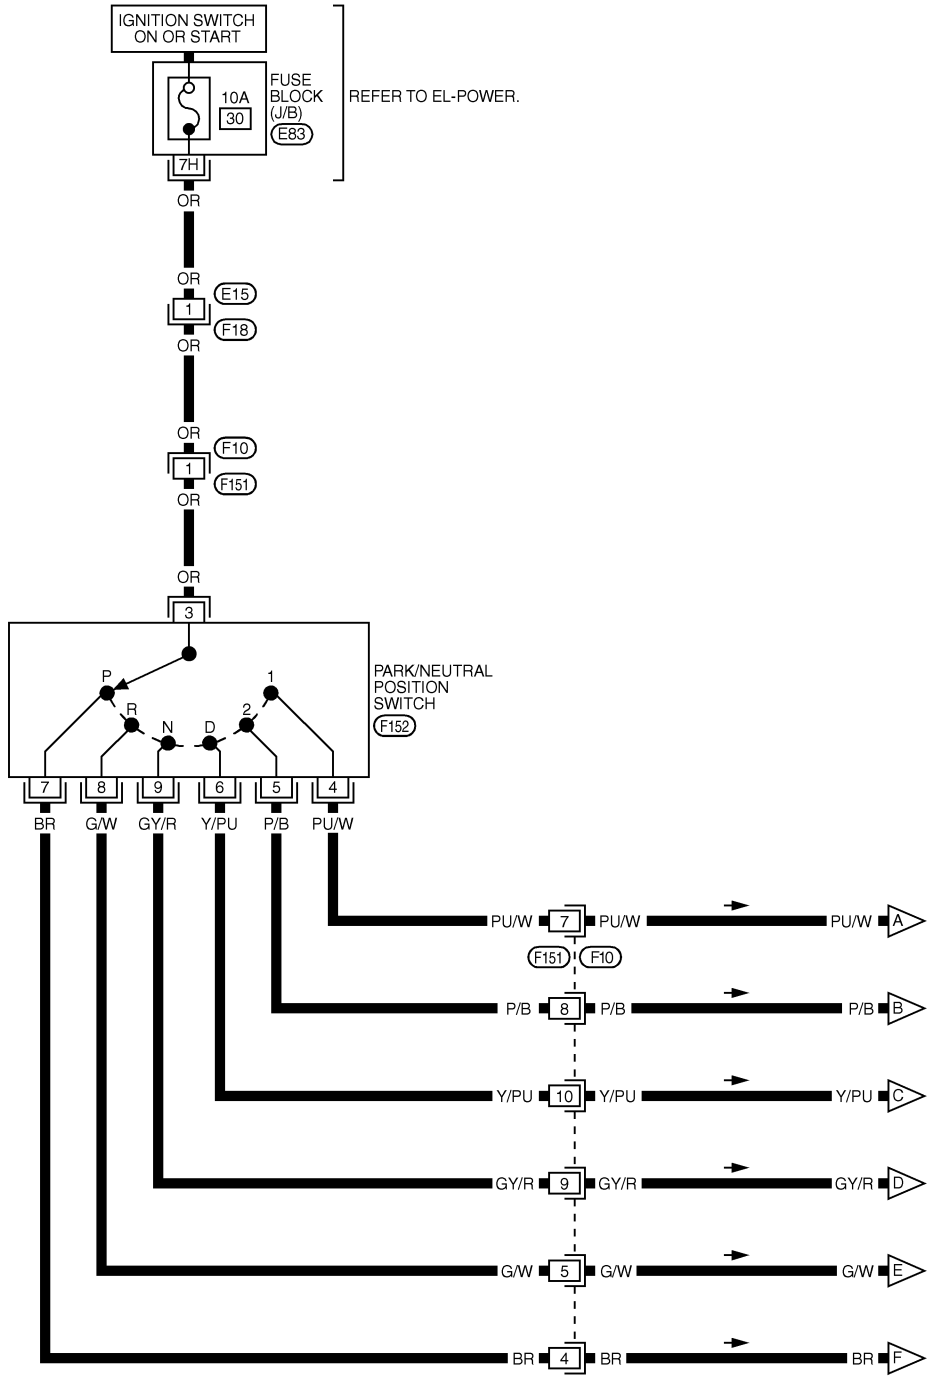 IGNITION SWITCH
ON OR START
FUSE
BLOCK
(J/B)
E83
10A
30
REFER TO EL-POWER.
7H
OR
OR
E15
1
F18
OR
OR
F10
1
F151
OR
OR
3
PARK/NEUTRAL
POSITION
SWITCH
F152
P
R
N
D
2
1
7
8
9
6
5
4
BR
G/W
GY/R
Y/PU
P/B
PU/W
PU/W
7
PU/W
PU/W
A
F151
F10
P/B
8
P/B
P/B
B
Y/PU
10
Y/PU
Y/PU
C
GY/R
9
GY/R
GY/R
D
G/W
5
G/W
G/W
E
BR
4
BR
BR
F